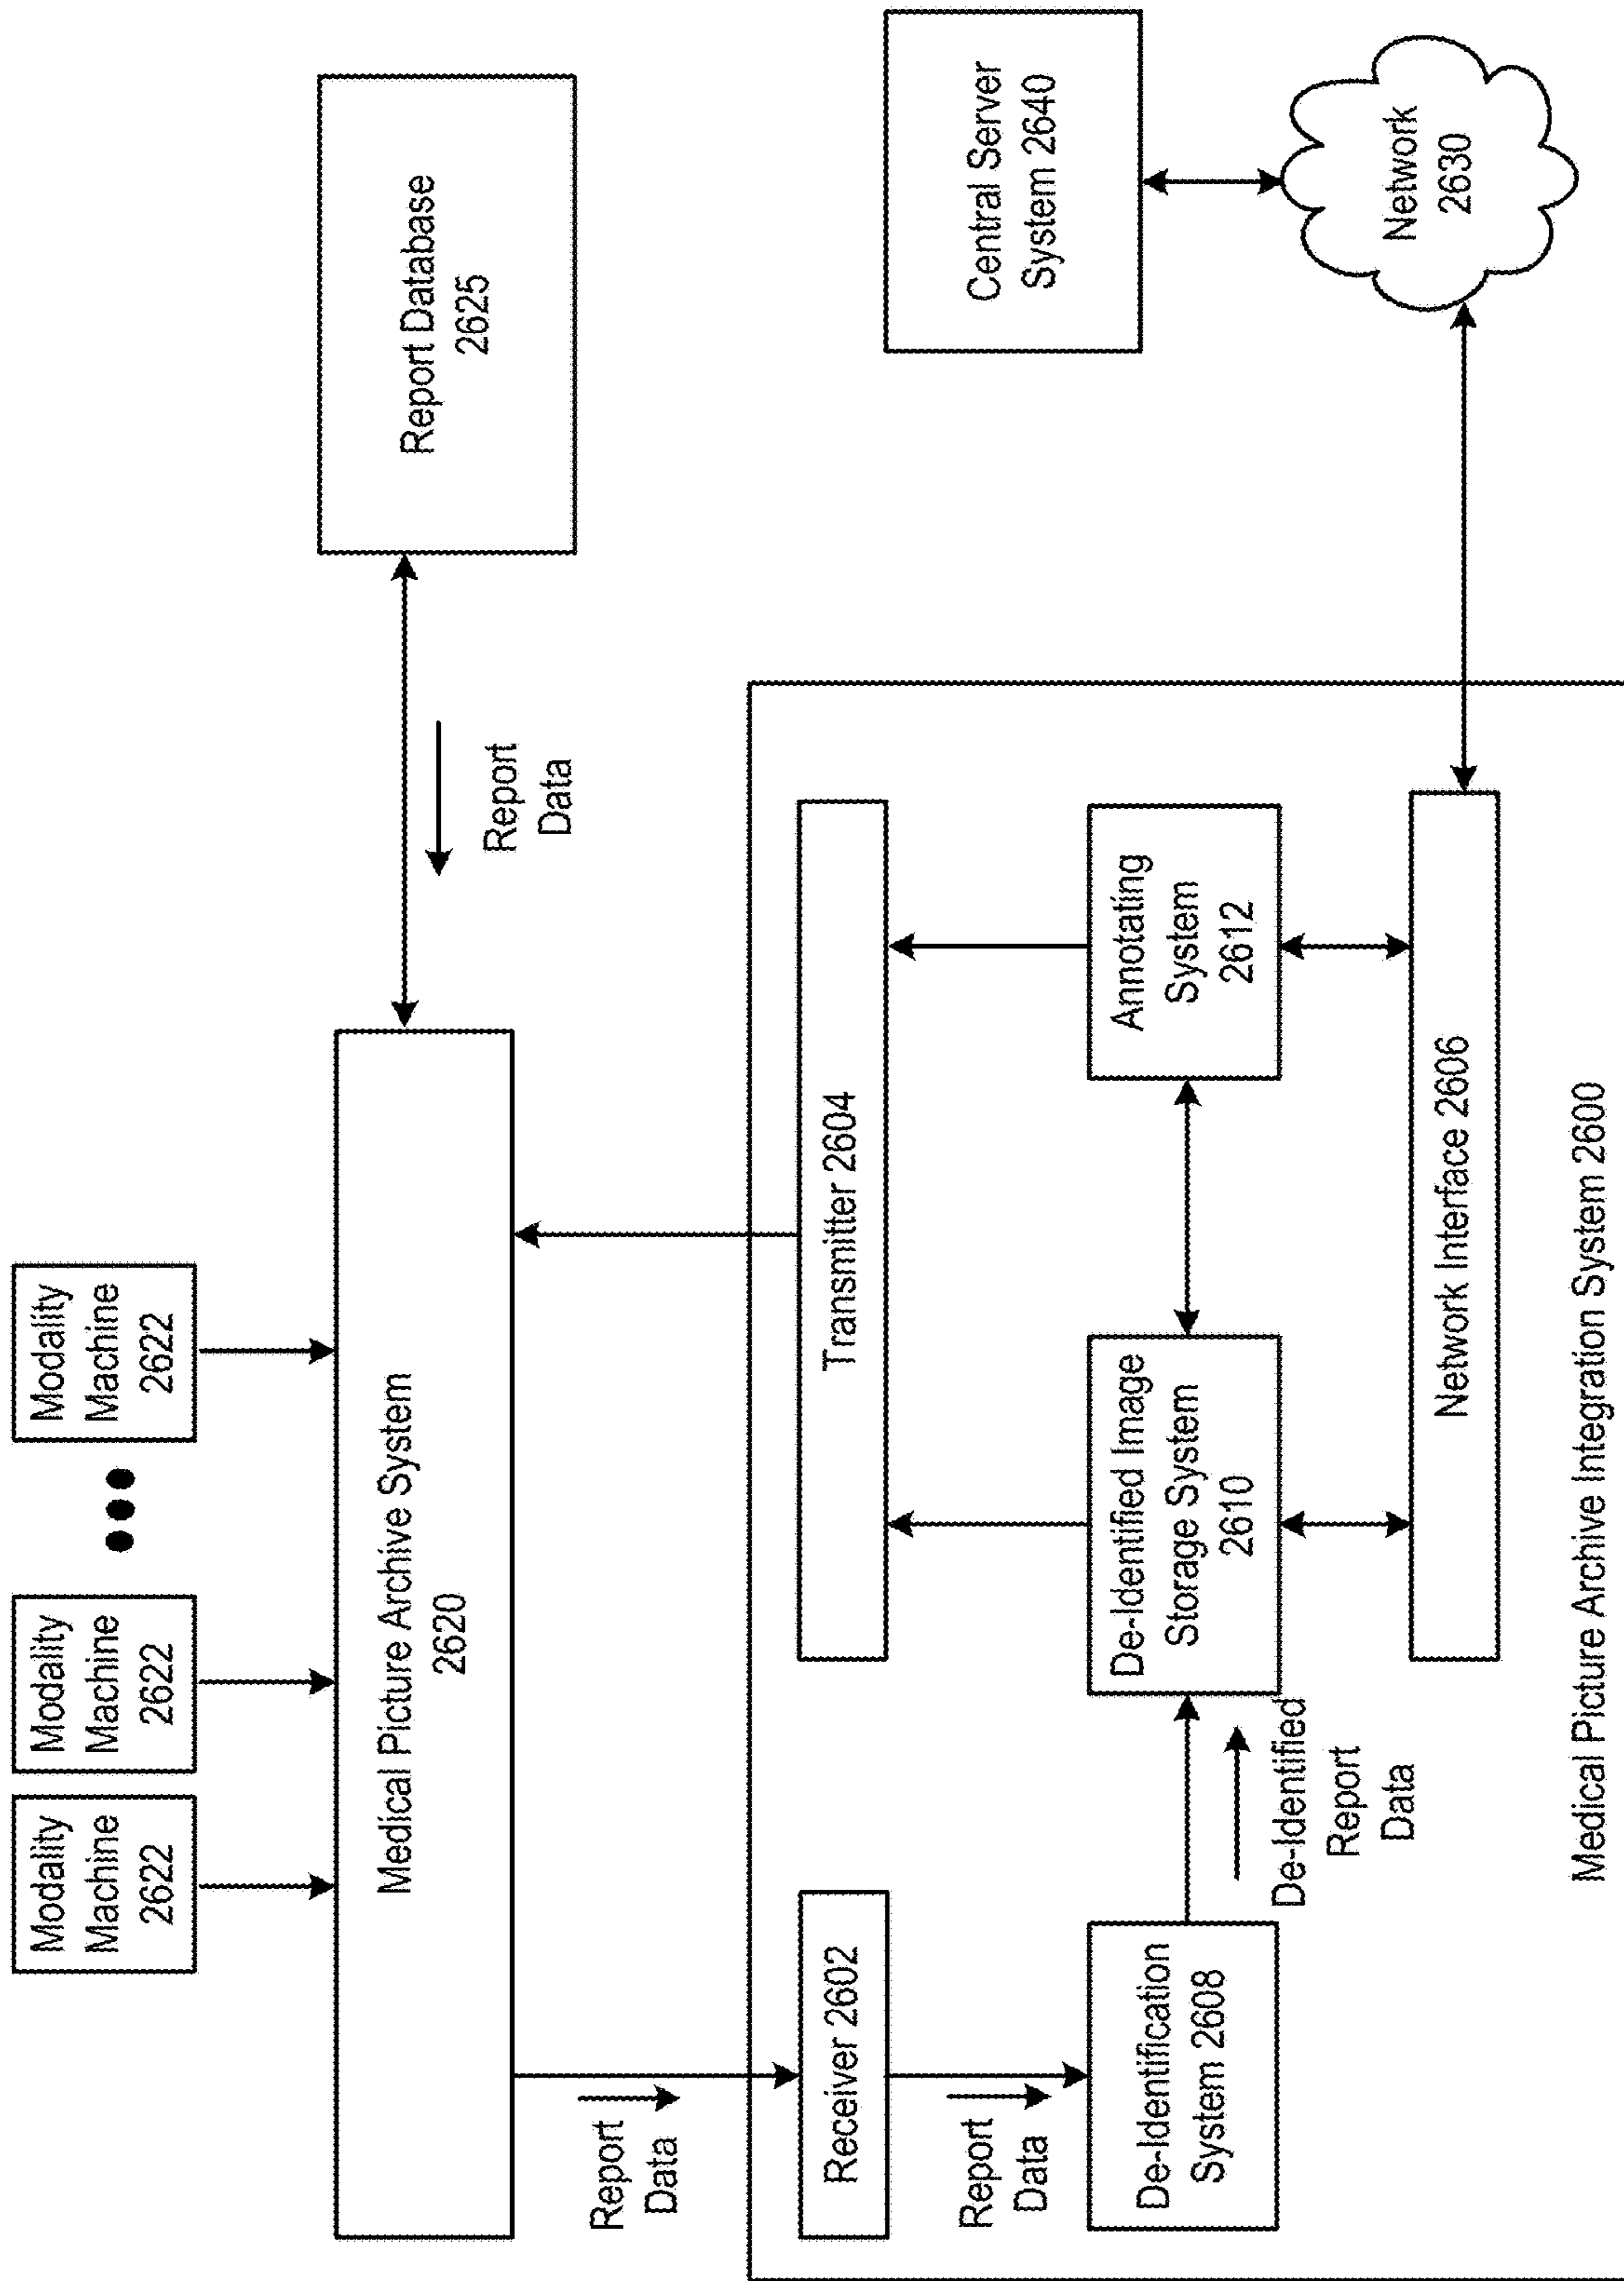 Modality
Machine
2622
Modality
Machine
2622
Modality
Machine
2622
Medical Picture Archive System
2620
Report Database
2625
Report
Data
Report
Data
Receiver 2602
Transmitter 2604
Report
Data
De-Identification
System 2608
De-Identified
Report
Data
De-Identified Image
Storage System
2610
Annotating
System
2612
Network Interface 2606
Medical Picture Archive Integration System 2600
Central Server
System 2640
Network
2630